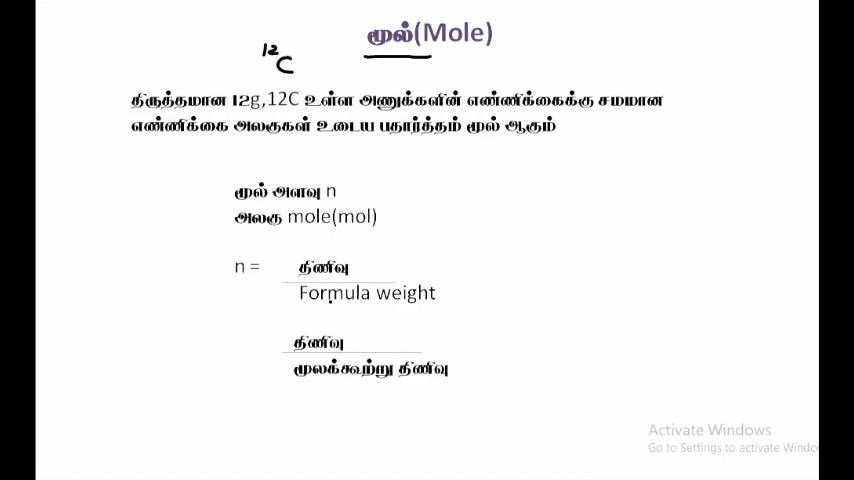 மூல்(Mole)
12C
திருத்தமான 12g,12C உள்ள அணுக்களின் எண்ணிக்கைக்கு சமமான
எண்ணிக்கை அலகுகள் உடைய பதார்த்தம் மூல் ஆகும்
மூல் அளவு n
அலகு mole(mol)
n = திணிவு
Formula weight
திணிவு
மூலக்கூற்று திணிவு
Activate Windows
Go to Settings to activate Windo